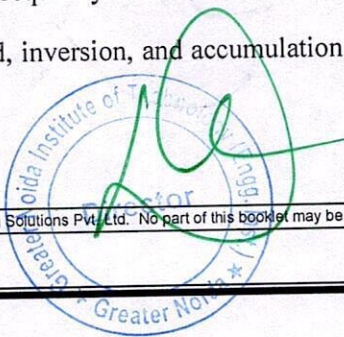 d, inversion, and accumulation
Greater Noida Institute of Technology (Engg.
Director
Greater Noida
Solutions Pvt. Ltd. No part of this booklet may be